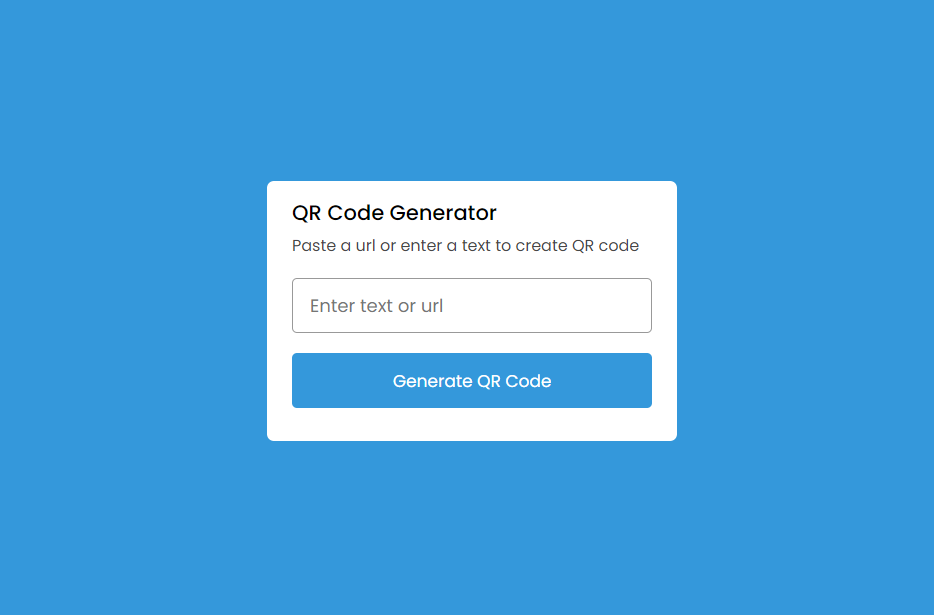 QR Code Generator
Paste a url or enter a text to create QR code
Enter text or url
Generate QR Code